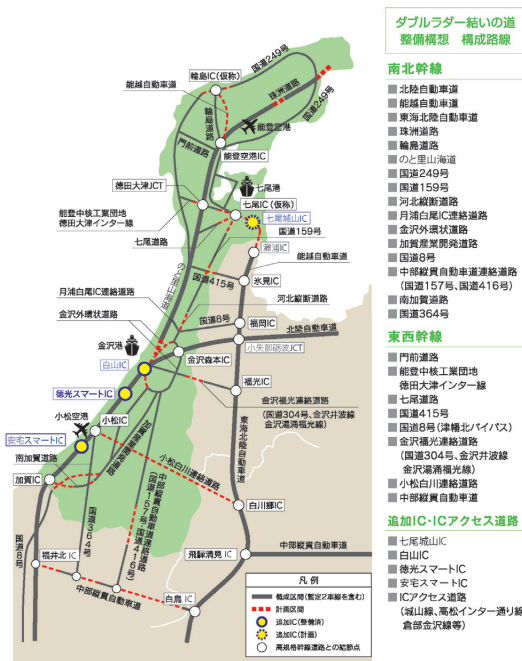 ダブルラダー結いの道
整備構想 構成路線
南北幹線
北陸自動車道
能越自動車道
東海北陸自動車道
珠洲道路
輪島道路
のと里山海道
国道249号
国道159号
河北縦断道路
月浦白尾IC連絡道路
金沢外環状道路
加賀産業開発道路
国道8号
中部縦貫自動車道連絡道路
(国道157号、国道416号)
南加賀道路
国道364号
東西幹線
門前道路
能登中核工業団地
徳田大津インター線
七尾道路
国道415号
国道8号(津幡北バイパス)
金沢福光連絡道路
(国道304号、金沢井波線
金沢湯涌福光線)
小松白川連絡道路
中部縦貫自動車道
追加IC・ICアクセス道路
七尾城山IC
白山IC
徳光スマートIC
安宅スマートIC
ICアクセス道路
(城山線、高松インター通り線
倉部金沢線等)
国道249号
輪島IC(仮称)
能越自動車道
珠洲道路
国道249号
輪島道路
能登空港
門前道路
能登空港IC
徳田大津JCT
七尾港
七尾IC(仮称)
七尾城山IC
能登中核工業団地
徳田大津インター線
国道159号
七尾道路
灘浦IC
のと里山海道
能越自動車道
国道415号
氷見IC
月浦白尾IC連絡道路
河北縦断道路
金沢外環状道路
国道8号
福岡IC
北陸自動車道
金沢港
小矢部砺波JCT
金沢森本IC
白山IC
福光IC
徳光スマートIC
金沢福光連絡道路
(国道304号、金沢井波線
金沢湯涌福光線)
小松空港
小松IC
安宅スマートIC
加賀産業開発道路
東海北陸自動車道
小松白川連絡道路
南加賀道路
加賀IC
中部縦貫自動車道連絡道路
(国道157号・国道416号)
白川郷IC
国道364号
国道8号
福井北IC
飛騨清見IC
中部縦貫自動車道
中部縦貫自動車道
白鳥IC
凡例
概成区間(暫定2車線を含む)
計画区間
追加IC(整備済)
追加IC(計画)
高規格幹線道路との結節点